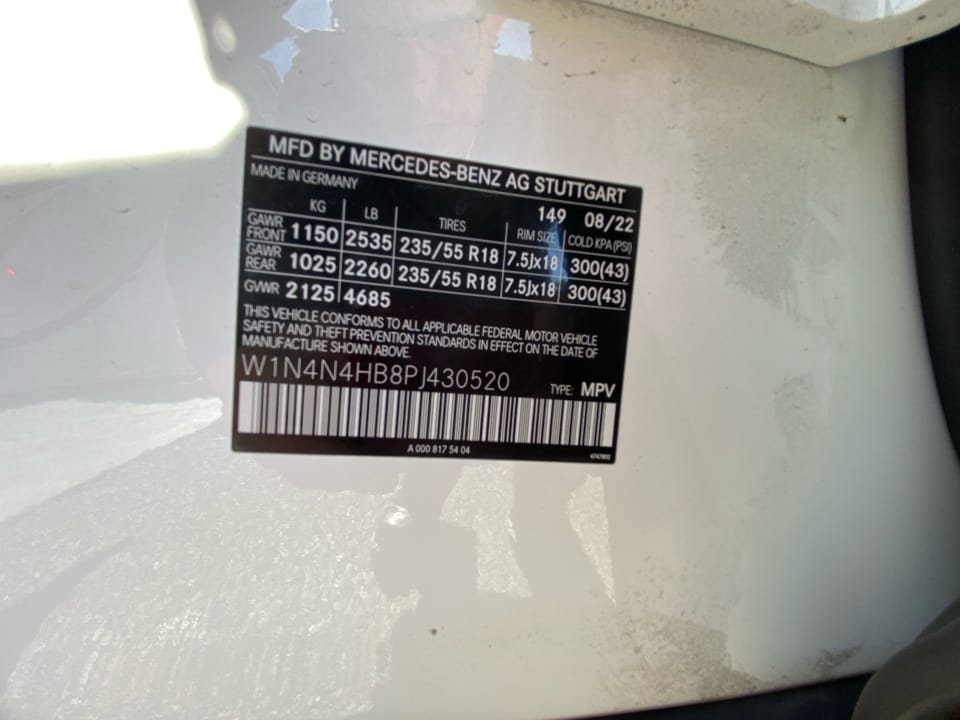 MFD BY MERCEDES-BENZ AG STUTTGART
MADE IN GERMANY 149 08/22
KG LB TIRES RIM SIZE COLD KPA (PSI)
GAWR FRONT 1150 2535 235/55 R18 7.5Jx18 300(43)
GAWR REAR 1025 2260 235/55 R18 7.5Jx18 300(43)
GVWR 2125 4685
THIS VEHICLE CONFORMS TO ALL APPLICABLE FEDERAL MOTOR VEHICLE
SAFETY AND THEFT PREVENTION STANDARDS IN EFFECT ON THE DATE OF
MANUFACTURE SHOWN ABOVE.
W1N4N4HB8PJ430520 TYPE: MPV
A 000 817 54 04 4747802